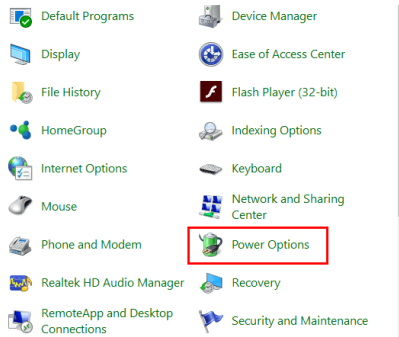 Default Programs
Device Manager
Display
Ease of Access Center
File History
Flash Player (32-bit)
HomeGroup
Indexing Options
Internet Options
Keyboard
Mouse
Network and Sharing
Center
Phone and Modem
Power Options
Realtek HD Audio Manager
Recovery
RemoteApp and Desktop
Connections
Security and Maintenance